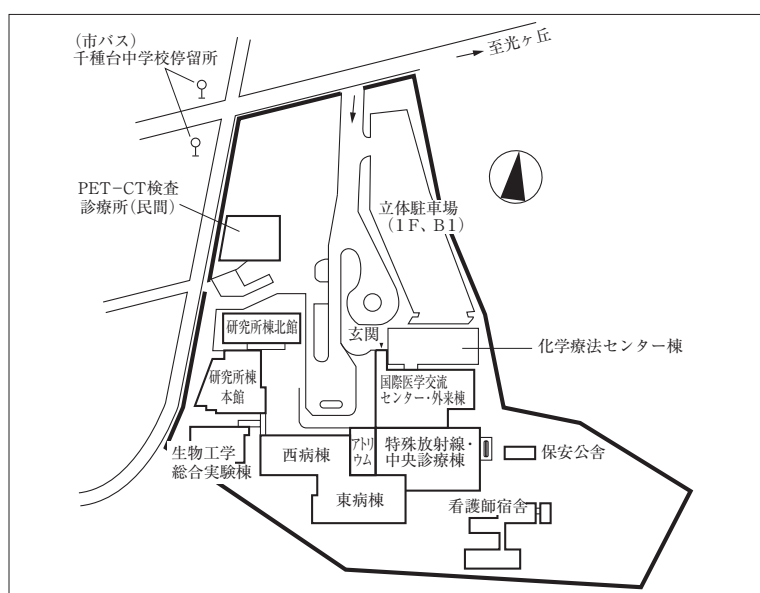 (市バス)
千種台中学校停留所
至光ヶ丘
PET-CT検査
診療所(民間)
立体駐車場
(1F、B1)
玄関
研究所棟北館
化学療法センター棟
研究所棟
本館
国際医学交流
センター・外来棟
生物工学
総合実験棟
西病棟
アトリ
ウム
特殊放射線・
中央診療棟
保安公舎
東病棟
看護師宿舎